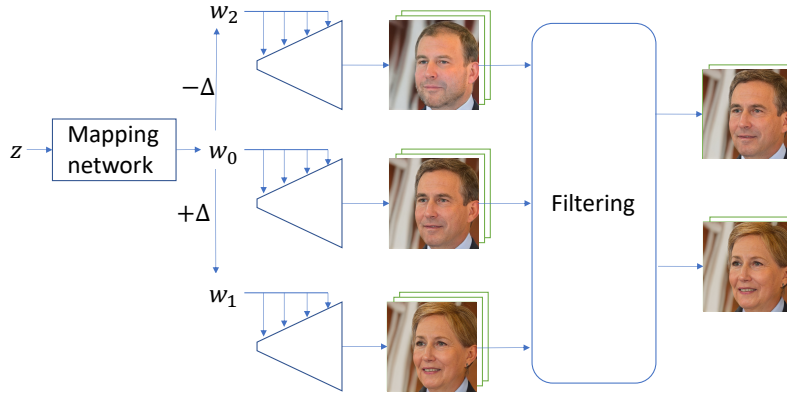 w₂
−Δ
z
Mapping
network
w₀
Filtering
+Δ
w₁